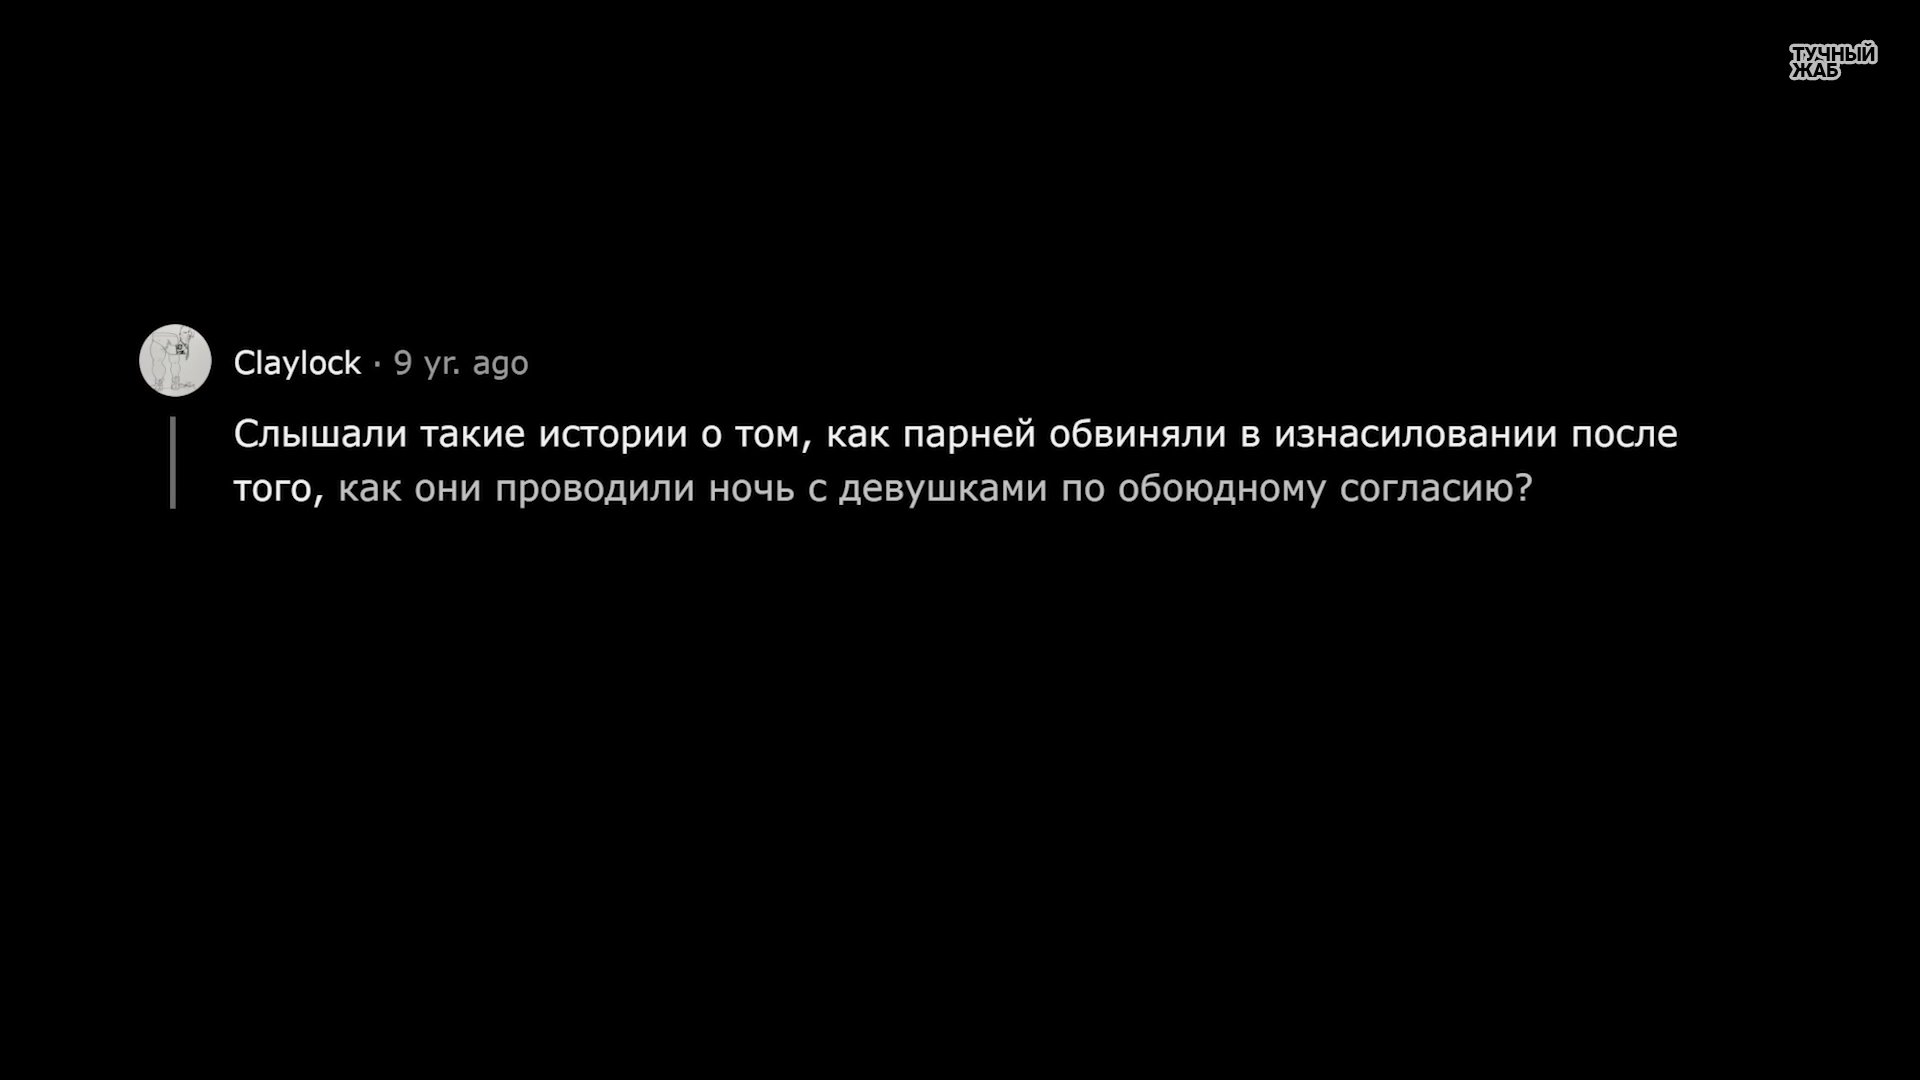 ТУЧНЫЙ
ЖАБ
Claylock · 9 yr. ago
Слышали такие истории о том, как парней обвиняли в изнасиловании после
того, как они проводили ночь с девушками по обоюдному согласию?